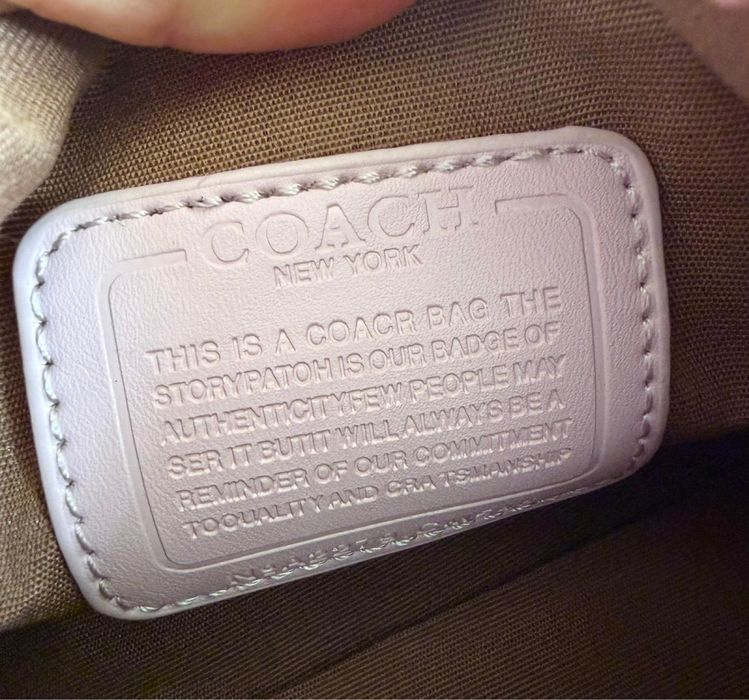 COACH
NEW YORK
THIS IS A COACR BAG THE
STORYPATOH IS OUR BADGE OF
AUTHENTICITYFEW PEOPLE MAY
SER IT BUTIT WILL ALWAYS BE A
REMINDER OF OUR COMMITMENT
TOQUALITY AND CRATSMANSHIP